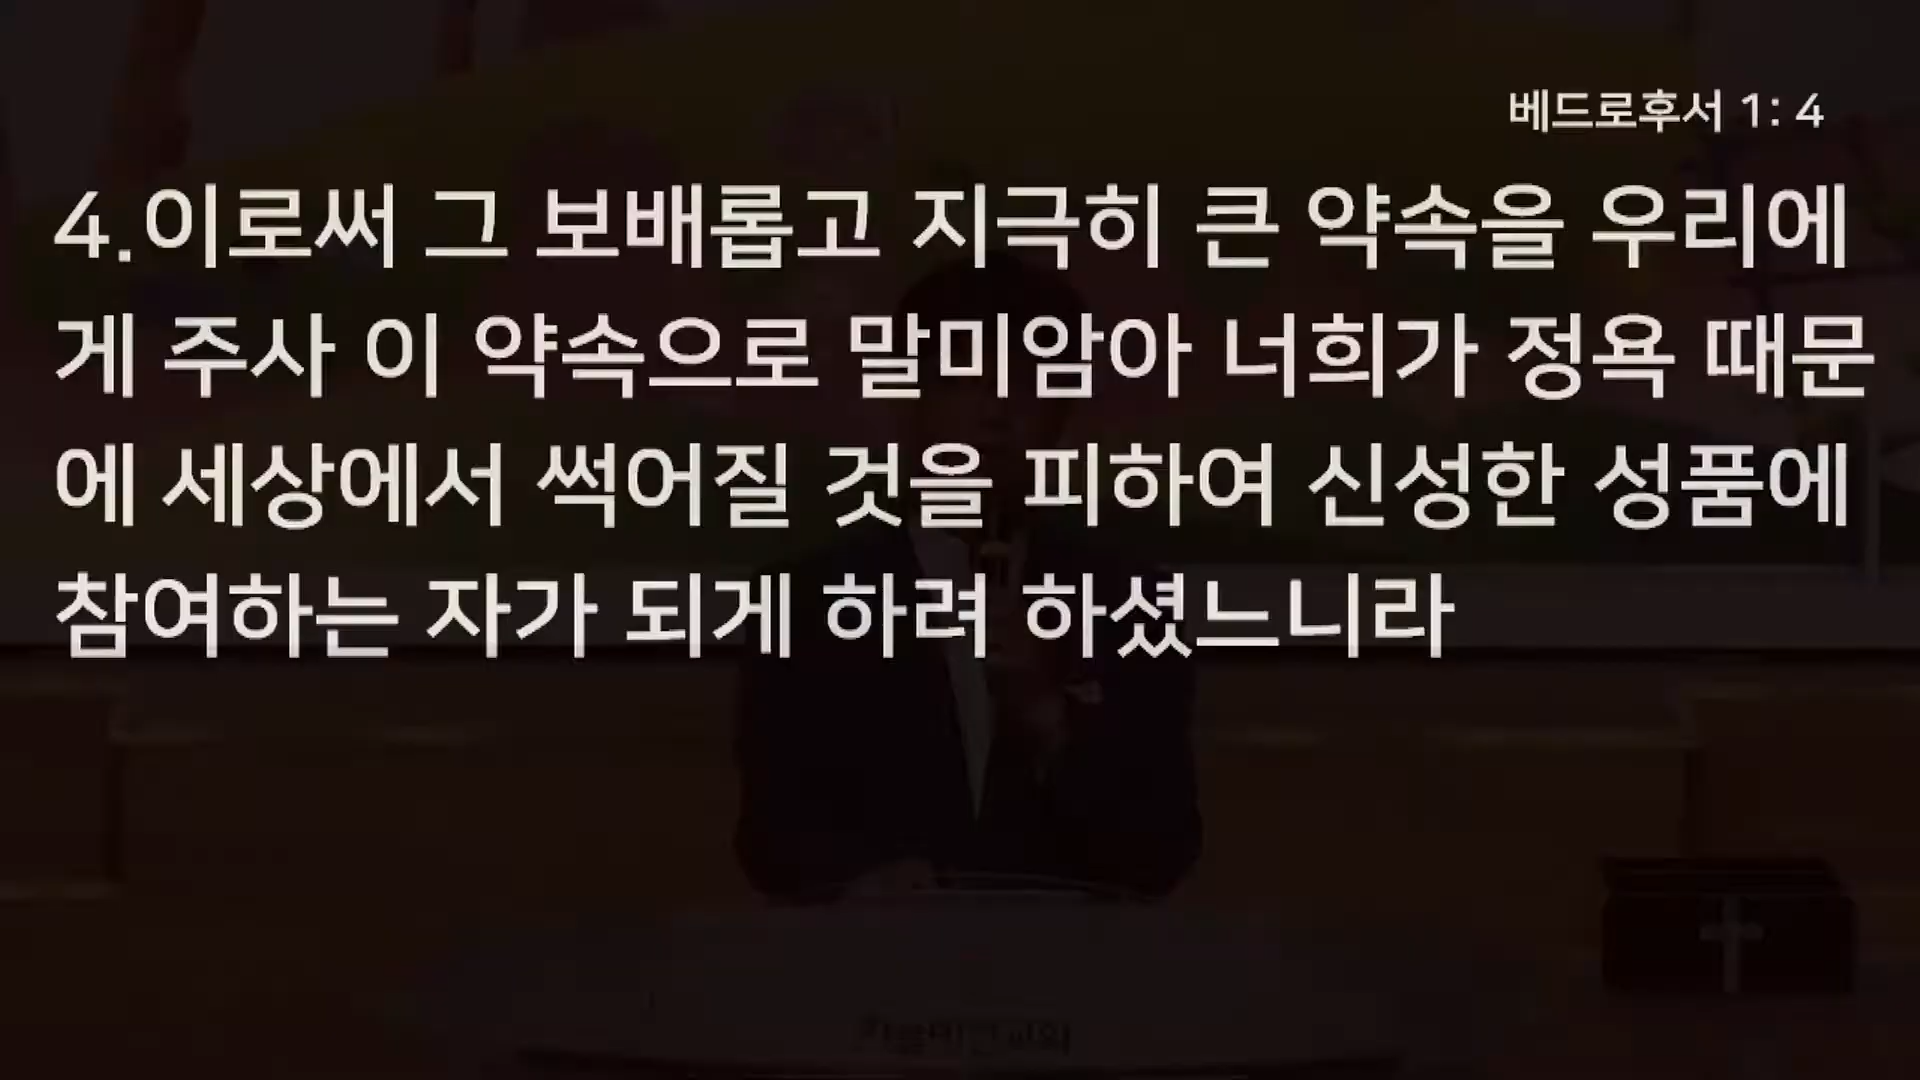 베드로후서 1: 4
4.이로써 그 보배롭고 지극히 큰 약속을 우리에
게 주사 이 약속으로 말미암아 너희가 정욕 때문
에 세상에서 썩어질 것을 피하여 신성한 성품에
참여하는 자가 되게 하려 하셨느니라